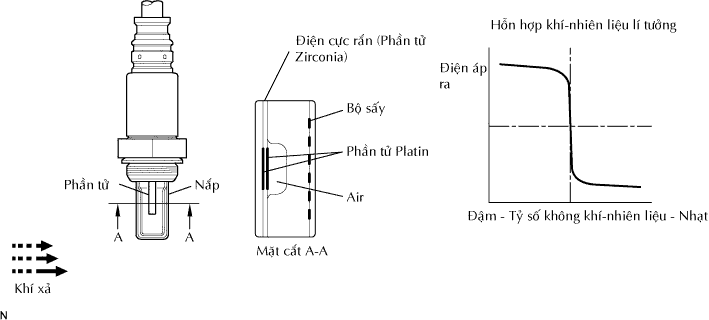 Hỗn hợp khí-nhiên liệu lí tưởng
Điện cực rắn (Phần tử
Zirconia)
Điện áp
ra
Bộ sấy
Phần tử Platin
Air
Phần tử
Nắp
A
A
Mặt cắt A-A
Đậm - Tỷ số không khí-nhiên liệu - Nhạt
Khí xả
N